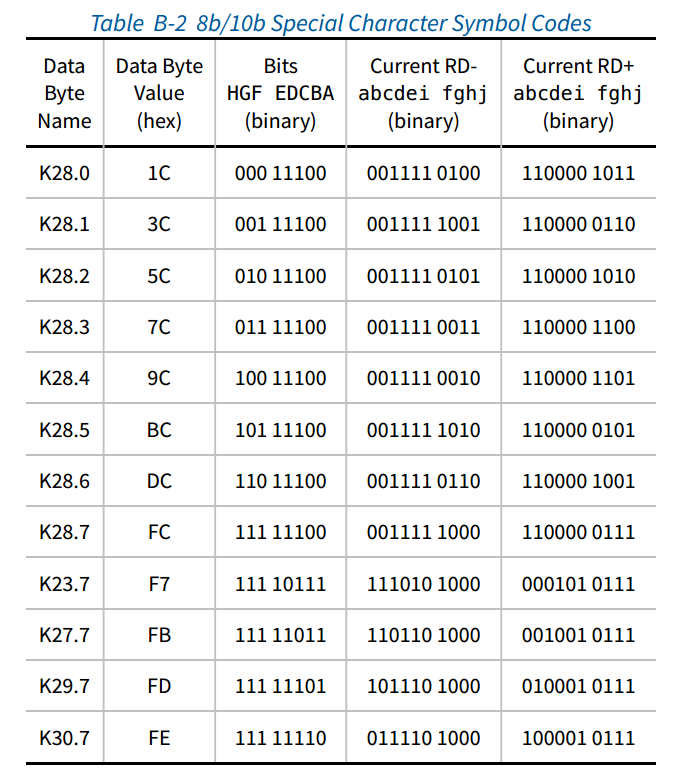 Table B-2 8b/10b Special Character Symbol Codes
Data Byte Name | Data Byte Value (hex) | Bits HGF EDCBA (binary) | Current RD- abcdei fghj (binary) | Current RD+ abcdei fghj (binary)
K28.0 | 1C | 000 11100 | 001111 0100 | 110000 1011
K28.1 | 3C | 001 11100 | 001111 1001 | 110000 0110
K28.2 | 5C | 010 11100 | 001111 0101 | 110000 1010
K28.3 | 7C | 011 11100 | 001111 0011 | 110000 1100
K28.4 | 9C | 100 11100 | 001111 0010 | 110000 1101
K28.5 | BC | 101 11100 | 001111 1010 | 110000 0101
K28.6 | DC | 110 11100 | 001111 0110 | 110000 1001
K28.7 | FC | 111 11100 | 001111 1000 | 110000 0111
K23.7 | F7 | 111 10111 | 111010 1000 | 000101 0111
K27.7 | FB | 111 11011 | 110110 1000 | 001001 0111
K29.7 | FD | 111 11101 | 101110 1000 | 010001 0111
K30.7 | FE | 111 11110 | 011110 1000 | 100001 0111